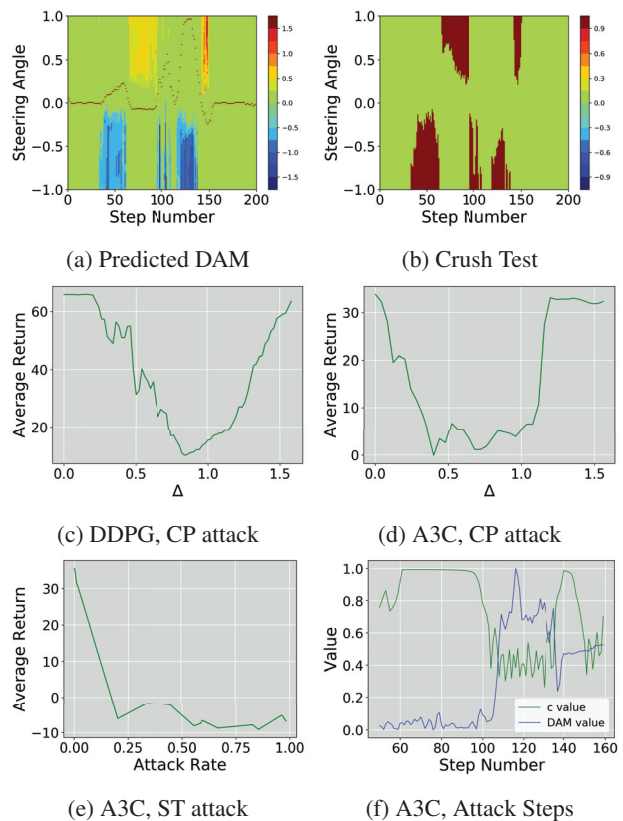 1.0
0.5
0.0
−0.5
−1.0
Steering Angle
0 50 100 150 200
Step Number
1.5
1.0
0.5
0.0
−0.5
−1.0
−1.5
(a) Predicted DAM
1.0
0.5
0.0
−0.5
−1.0
Steering Angle
0 50 100 150 200
Step Number
0.9
0.6
0.3
0.0
−0.3
−0.6
−0.9
(b) Crush Test
60
40
20
Average Return
0.0 0.5 1.0 1.5
Δ
(c) DDPG, CP attack
30
20
10
0
Average Return
0.0 0.5 1.0 1.5
Δ
(d) A3C, CP attack
30
20
10
0
−10
Average Return
0.00 0.25 0.50 0.75 1.00
Attack Rate
(e) A3C, ST attack
1.0
0.8
0.6
0.4
0.2
0.0
Value
c value
DAM value
60 80 100 120 140 160
Step Number
(f) A3C, Attack Steps